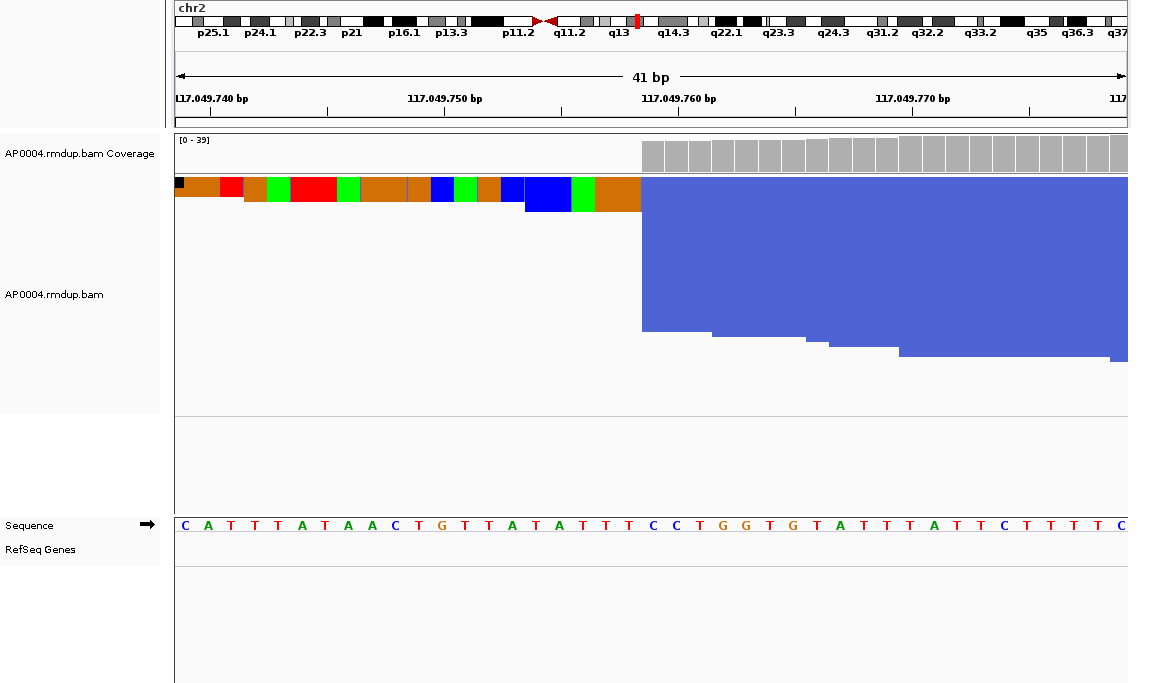 chr2
p25.1 p24.1 p22.3 p21 p16.1 p13.3 p11.2 q11.2 q13 q14.3 q22.1 q23.3 q24.3 q31.2 q32.2 q33.2 q35 q36.3 q37
41 bp
117.049.740 bp 117.049.750 bp 117.049.760 bp 117.049.770 bp 117
[0 - 39]
AP0004.rmdup.bam Coverage
AP0004.rmdup.bam
Sequence C A T T T A T A A C T G T T A T A T T T C C T G G T G T A T T T A T T C T T T T C
RefSeq Genes